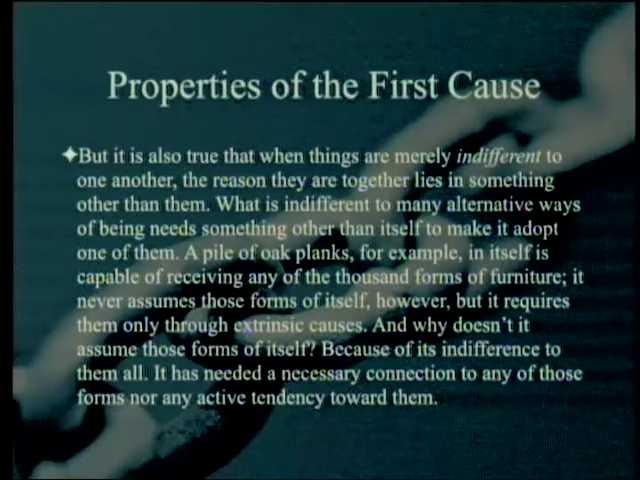 Properties of the First Cause
✦But it is also true that when things are merely indifferent to
one another, the reason they are together lies in something
other than them. What is indifferent to many alternative ways
of being needs something other than itself to make it adopt
one of them. A pile of oak planks, for example, in itself is
capable of receiving any of the thousand forms of furniture; it
never assumes those forms of itself, however, but it requires
them only through extrinsic causes. And why doesn't it
assume those forms of itself? Because of its indifference to
them all. It has needed a necessary connection to any of those
forms nor any active tendency toward them.